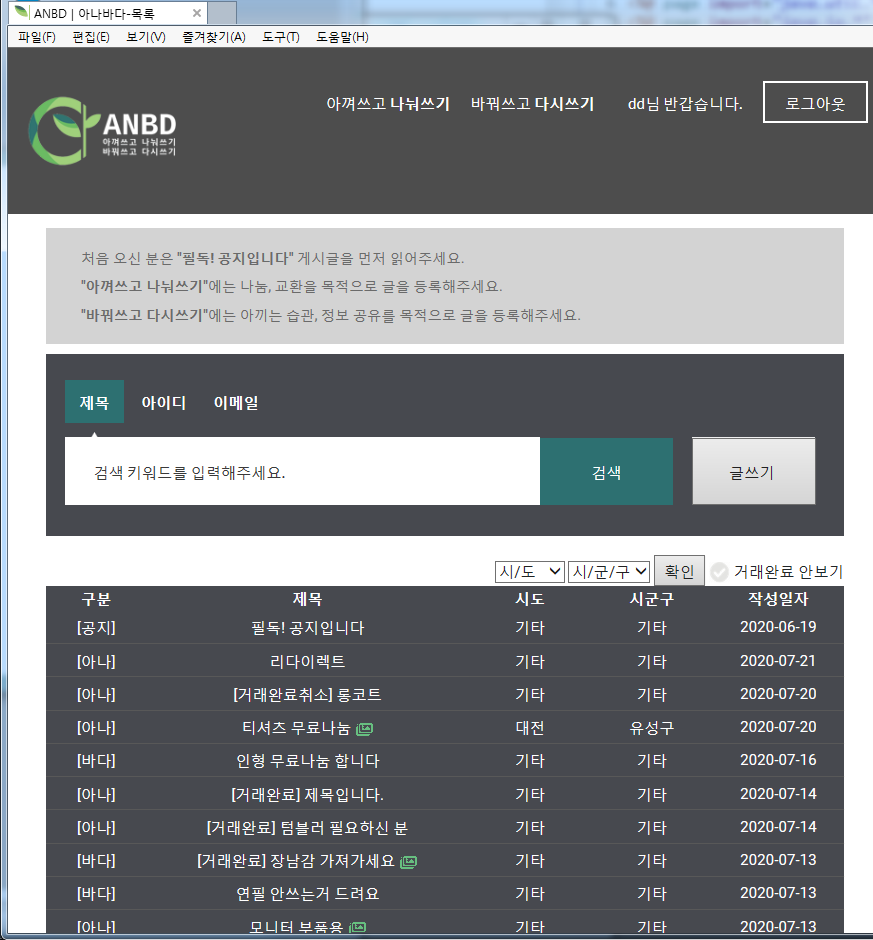 ANBD | 아나바다-목록
파일(F) 편집(E) 보기(V) 즐겨찾기(A) 도구(T) 도움말(H)
아껴쓰고 나눠쓰기 바꿔쓰고 다시쓰기 dd님 반갑습니다. 로그아웃
ANBD
아껴쓰고 나눠쓰기
바꿔쓰고 다시쓰기
처음 오신 분은 "필독! 공지입니다" 게시글을 먼저 읽어주세요.
"아껴쓰고 나눠쓰기"에는 나눔, 교환을 목적으로 글을 등록해주세요.
"바꿔쓰고 다시쓰기"에는 아끼는 습관, 정보 공유를 목적으로 글을 등록해주세요.
제목 아이디 이메일
검색 키워드를 입력해주세요. 검색 글쓰기
시/도 시/군/구 확인 거래완료 안보기
구분 제목 시도 시군구 작성일자
[공지] 필독! 공지입니다 기타 기타 2020-06-19
[아나] 리다이렉트 기타 기타 2020-07-21
[아나] [거래완료취소] 롱코트 기타 기타 2020-07-20
[아나] 티셔츠 무료나눔 대전 유성구 2020-07-20
[바다] 인형 무료나눔 합니다 기타 기타 2020-07-16
[아나] [거래완료] 제목입니다. 기타 기타 2020-07-14
[아나] [거래완료] 텀블러 필요하신 분 기타 기타 2020-07-14
[바다] [거래완료] 장남감 가져가세요 기타 기타 2020-07-13
[바다] 연필 안쓰는거 드려요 기타 기타 2020-07-13
[아나] 모니터 부품용 기타 기타 2020-07-13